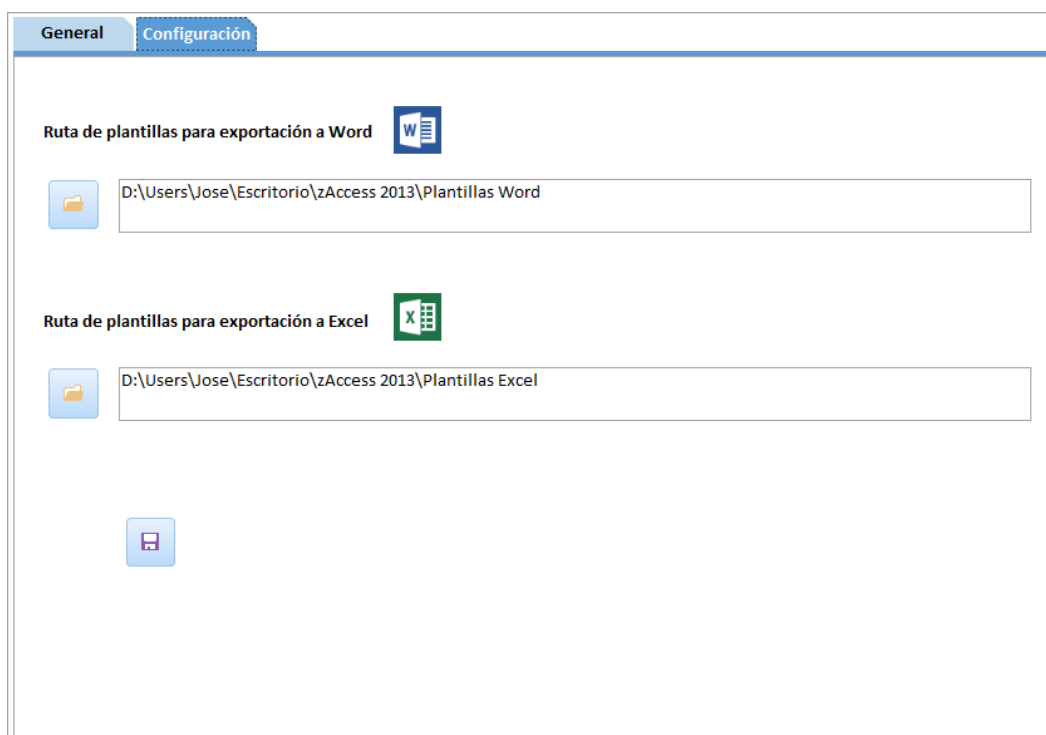 General
Configuración
Ruta de plantillas para exportación a Word
W
D:\Users\Jose\Escritorio\zAccess 2013\Plantillas Word
Ruta de plantillas para exportación a Excel
X
D:\Users\Jose\Escritorio\zAccess 2013\Plantillas Excel